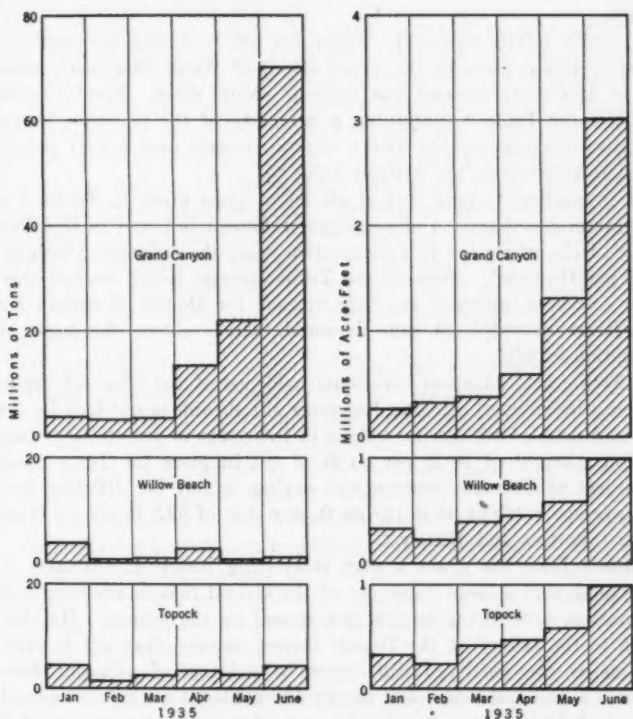 80
60
40
20
0
Millions of Tons
Grand Canyon
20
0
Willow Beach
20
0
Topock
Jan Feb Mar Apr May June
1935
4
3
2
1
0
Millions of Acre-Feet
Grand Canyon
1
0
Willow Beach
1
0
Topock
Jan Feb Mar Apr May June
1935